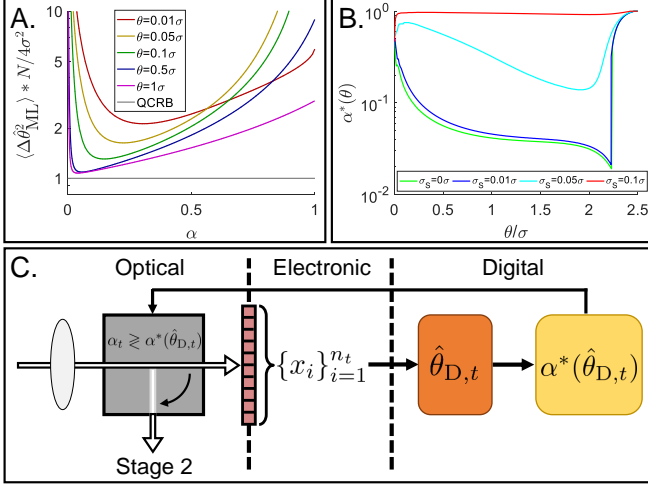 A.
⟨Δθ̂²_ML⟩ * N/4σ²
10
5
2
1
θ=0.01σ
θ=0.05σ
θ=0.1σ
θ=0.5σ
θ=1σ
QCRB
0 0.5 1
α
B.
α*(θ)
10⁰
10⁻¹
10⁻²
σ_S=0σ σ_S=0.01σ σ_S=0.05σ σ_S=0.1σ
0 0.5 1 1.5 2 2.5
θ/σ
C.
Optical Electronic Digital
α_t ≷ α*(θ̂_D,t)
{x_i}_{i=1}^{n_t}
θ̂_D,t
α*(θ̂_D,t)
Stage 2